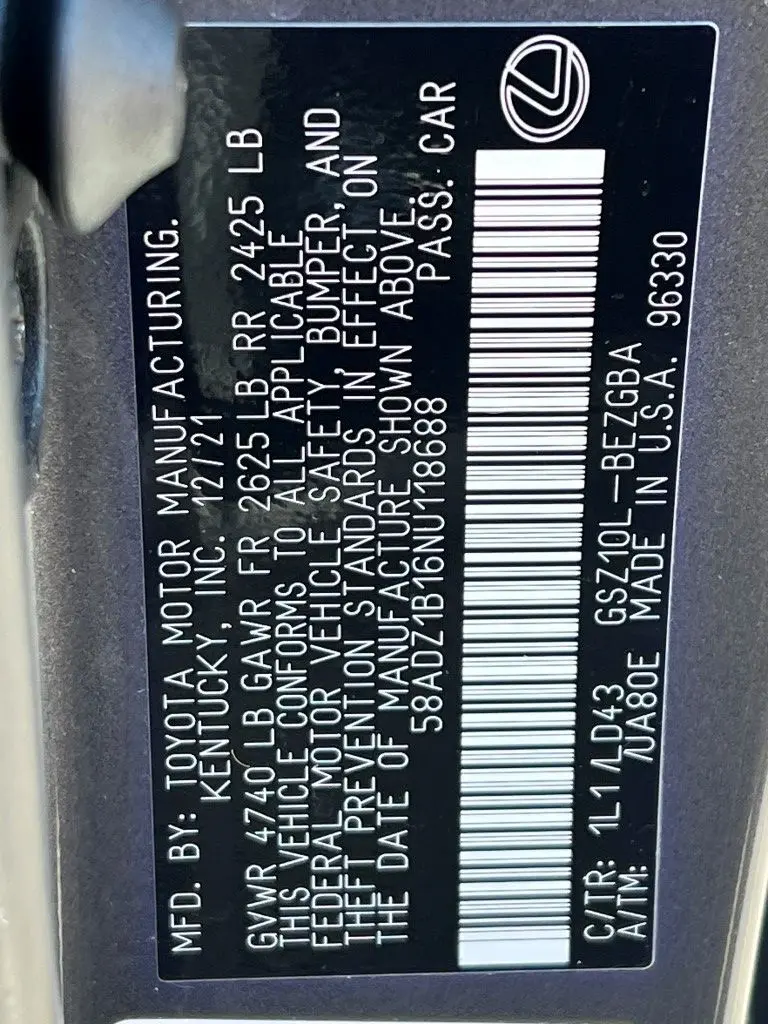 MFD. BY: TOYOTA MOTOR MANUFACTURING.
KENTUCKY, INC. 12/21
GVWR 4740 LB GAWR FR 2625 LB RR 2425 LB
THIS VEHICLE CONFORMS TO ALL APPLICABLE
FEDERAL MOTOR VEHICLE SAFETY, BUMPER, AND
THEFT PREVENTION STANDARDS IN EFFECT ON
THE DATE OF MANUFACTURE SHOWN ABOVE.
58ADZ1B16NU118688 PASS. CAR
C/TR: 1L1/LD43 GSZ10L-BEZGBA
A/TM: /UA80E MADE IN U.S.A. 96330